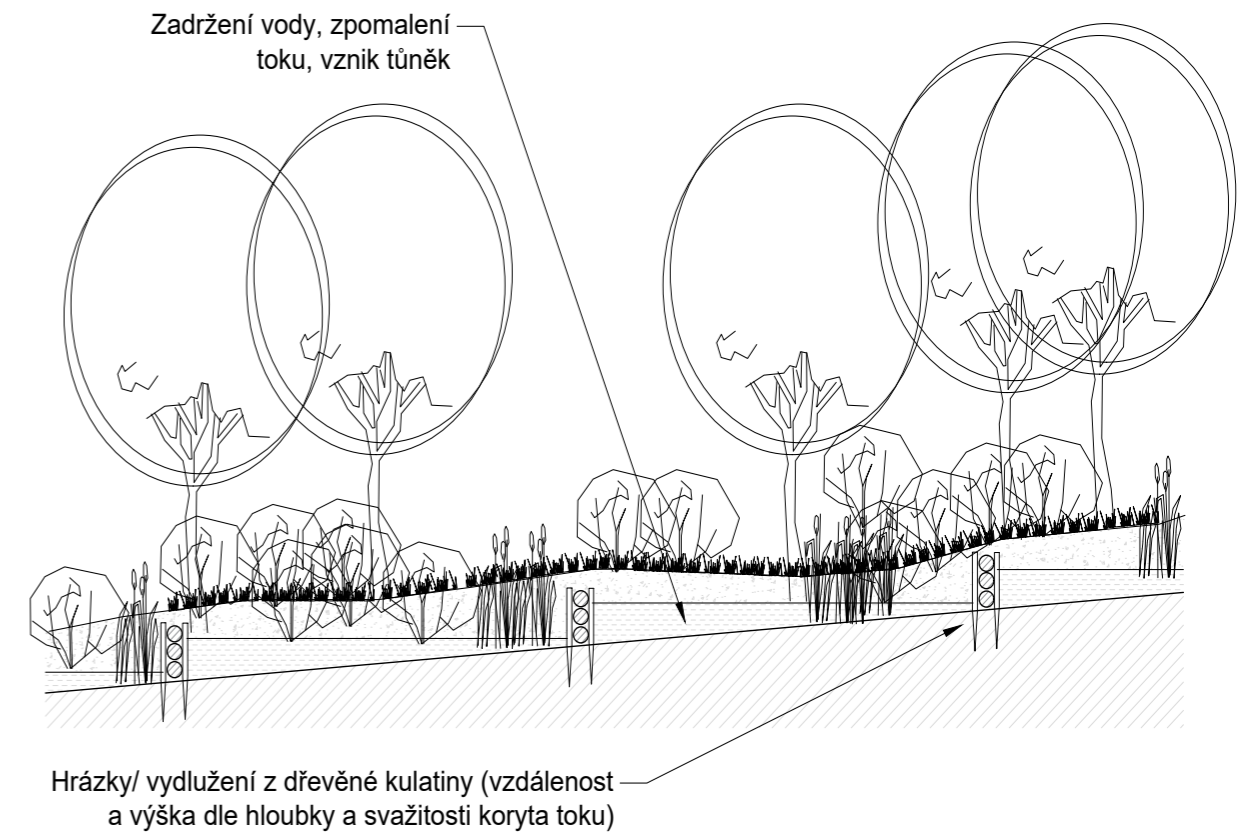 Zadržení vody, zpomalení
toku, vznik tůněk
Hrázky/ vydlužení z dřevěné kulatiny (vzdálenost
a výška dle hloubky a svažitosti koryta toku)